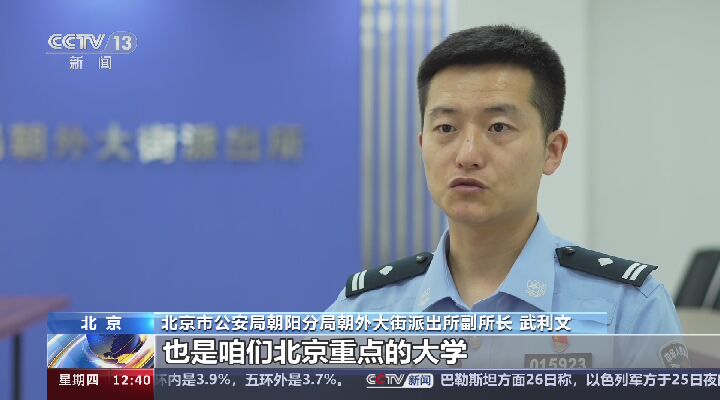 CCTV 13
新闻
朝外大街派出所
北京
北京市公安局朝阳分局朝外大街派出所副所长 武利文
也是咱们北京重点的大学
015923
星期四 12:40
环内是3.9%，五环外是3.7%。 CCTV 新闻 巴勒斯坦方面26日称，以色列军方于25日夜